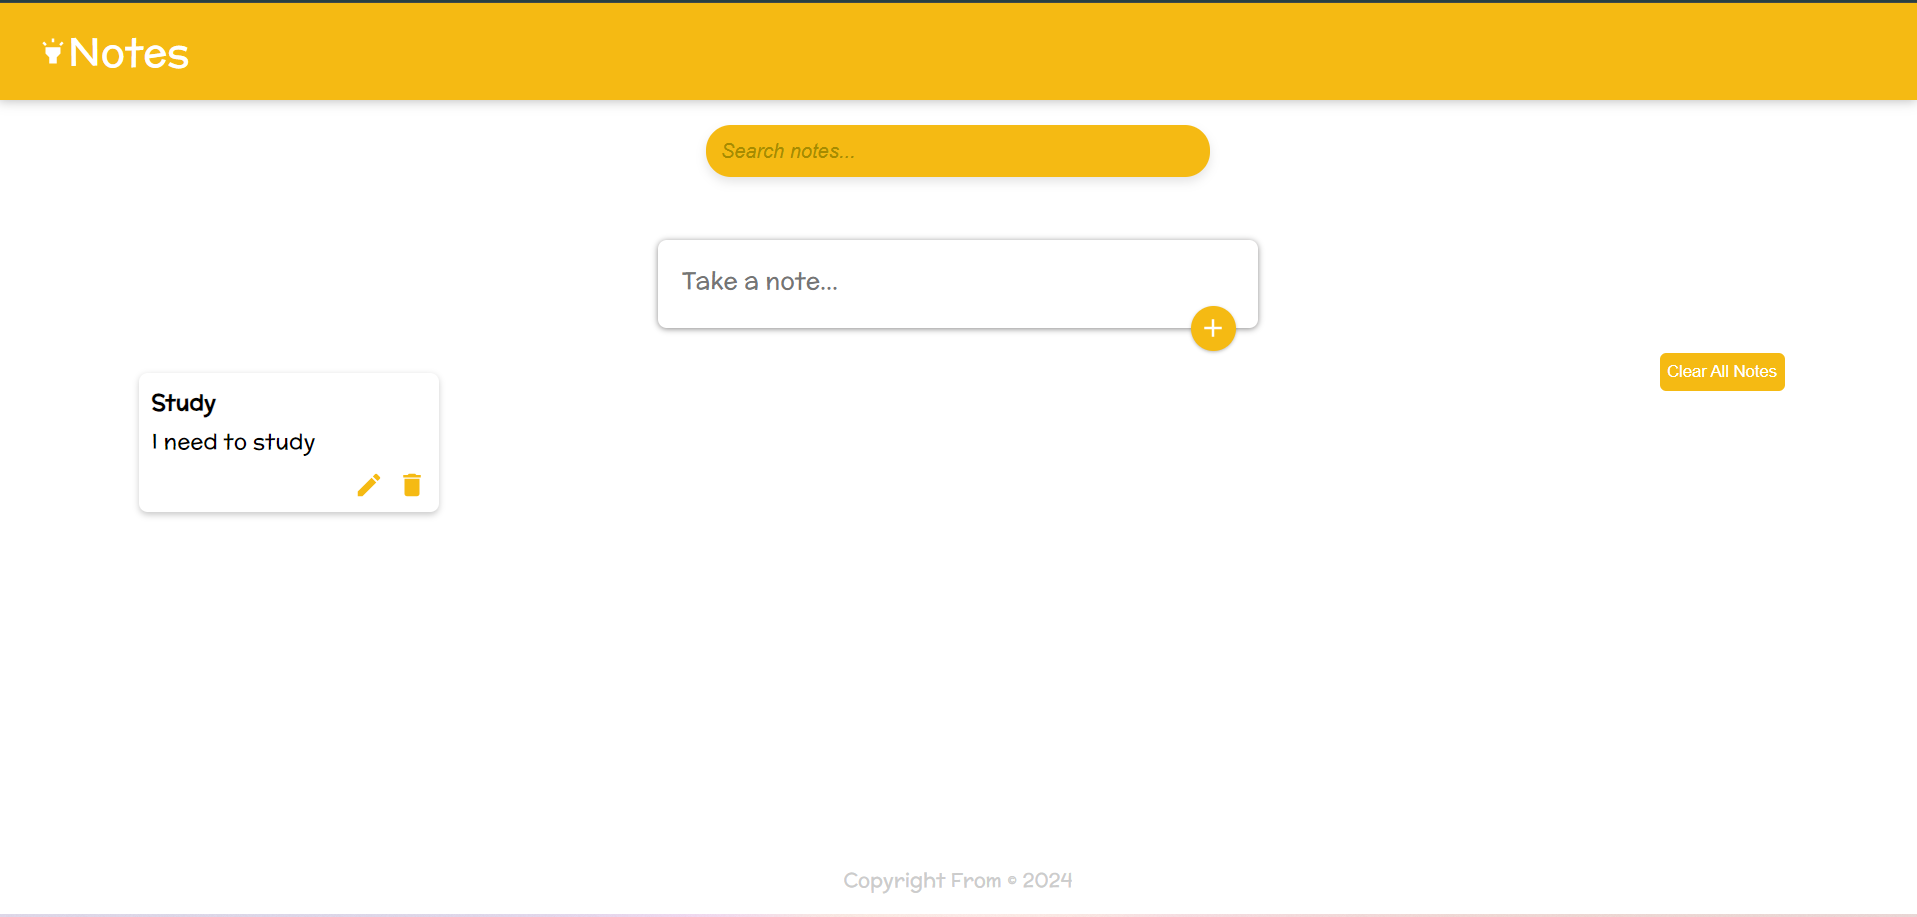 Notes
Search notes...
Take a note...
Clear All Notes
Study
I need to study
Copyright From © 2024